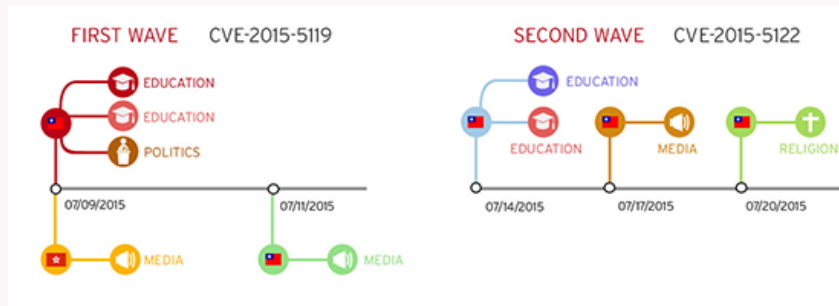 FIRST WAVE CVE-2015-5119
EDUCATION
EDUCATION
POLITICS
07/09/2015
07/11/2015
MEDIA
MEDIA
SECOND WAVE CVE-2015-5122
EDUCATION
EDUCATION
MEDIA
RELIGION
07/14/2015
07/17/2015
07/20/2015